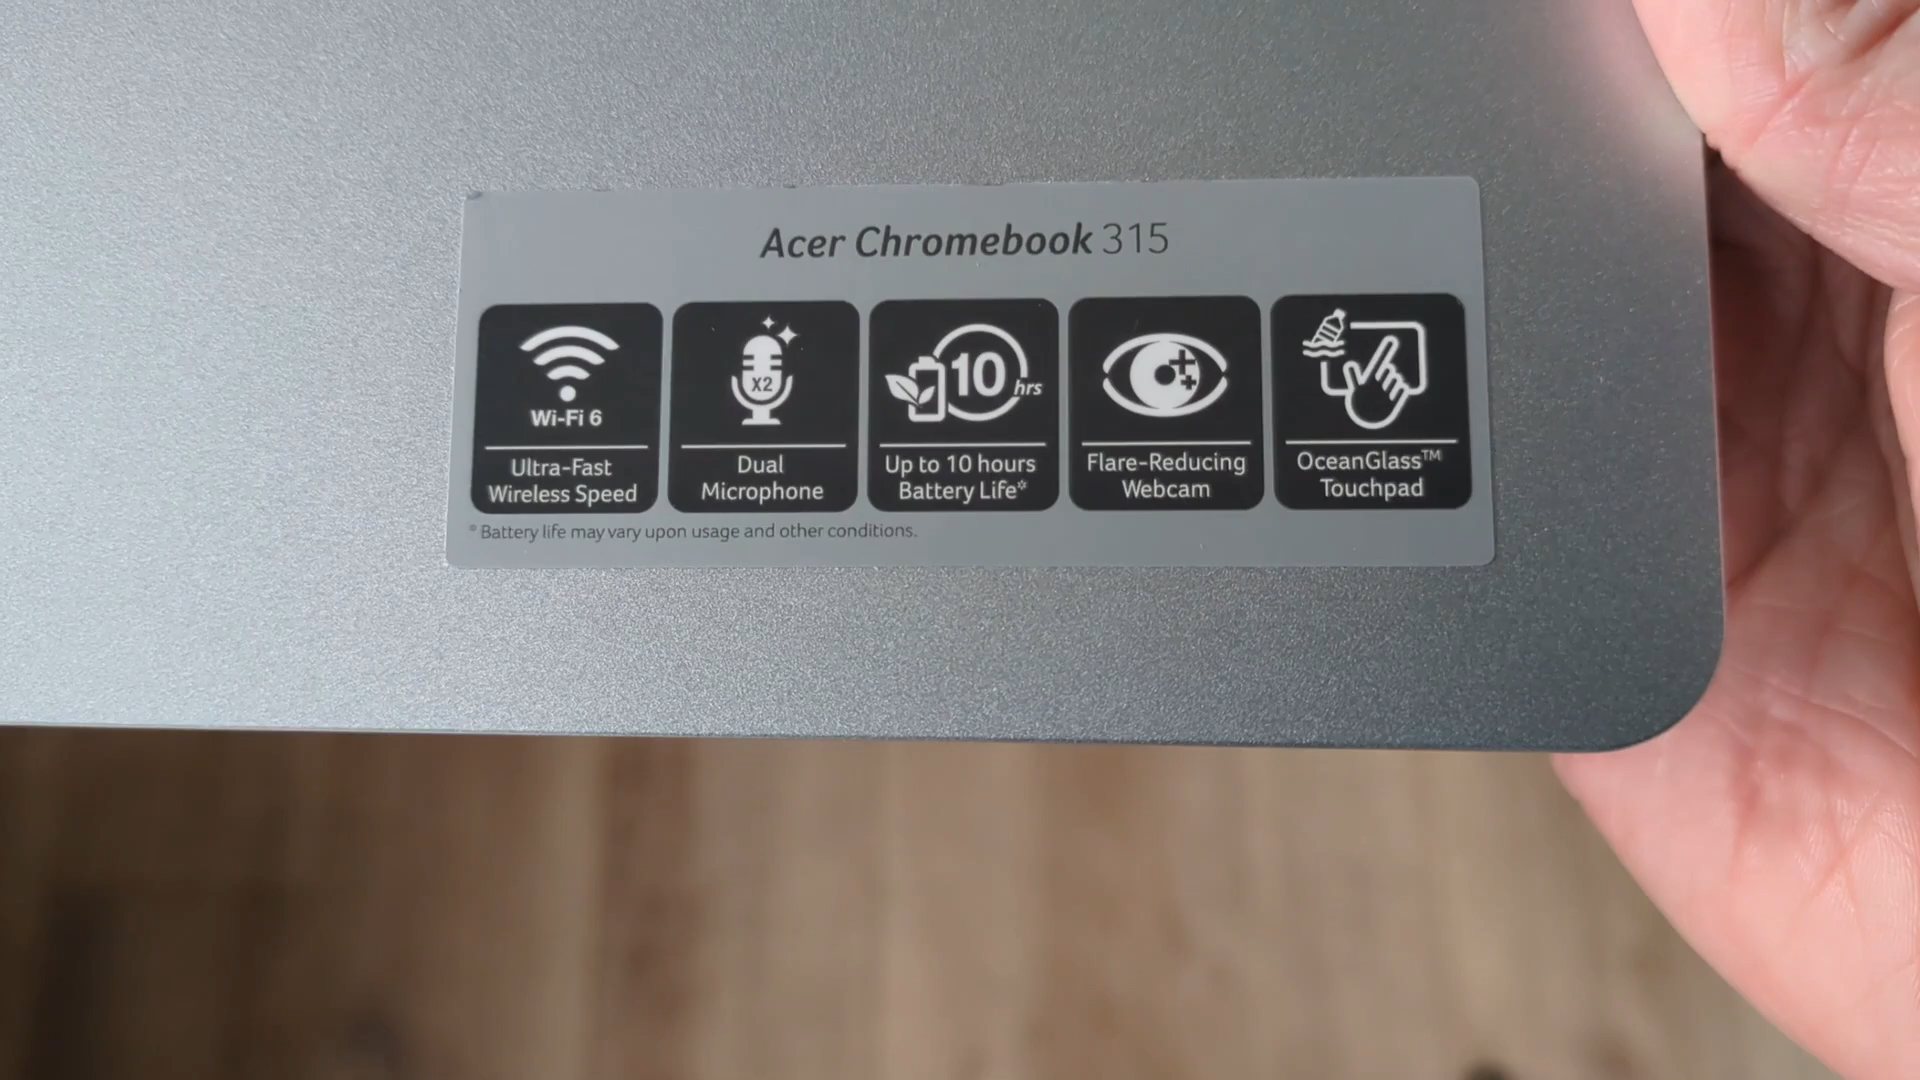 Acer Chromebook 315
Wi-Fi 6
Ultra-Fast
Wireless Speed
X2
Dual
Microphone
10 hrs
Up to 10 hours
Battery Life*
Flare-Reducing
Webcam
OceanGlass™
Touchpad
* Battery life may vary upon usage and other conditions.